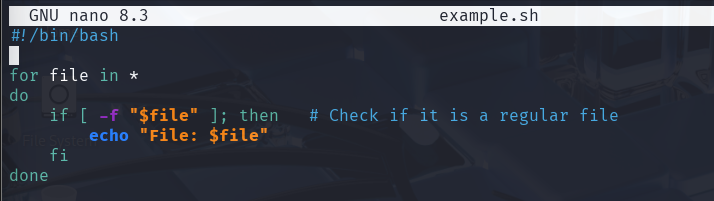 GNU nano 8.3 example.sh
#!/bin/bash

for file in *
do
    if [ -f "$file" ]; then   # Check if it is a regular file
        echo "File: $file"
    fi
done